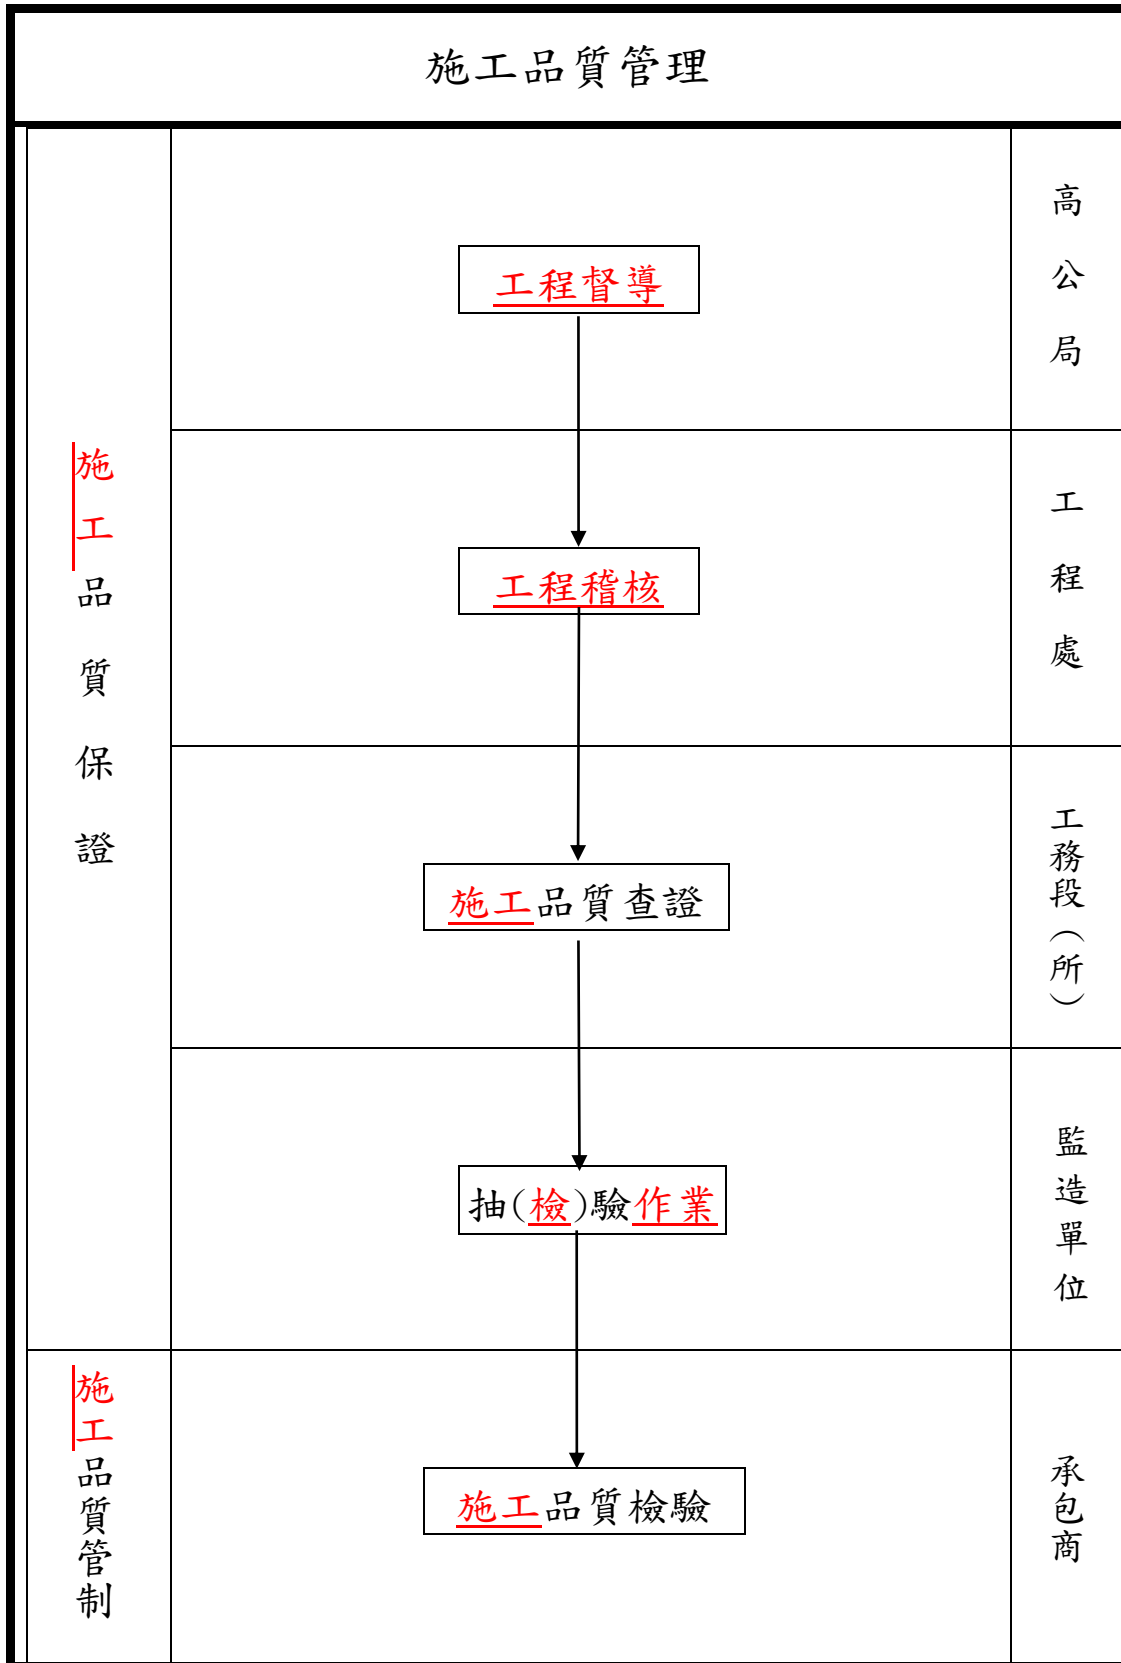 施工品質管理
施工品質保證
工程督導
高公局
工程稽核
工程處
施工品質查證
工務段（所）
抽(檢)驗作業
監造單位
施工品質管制
施工品質檢驗
承包商